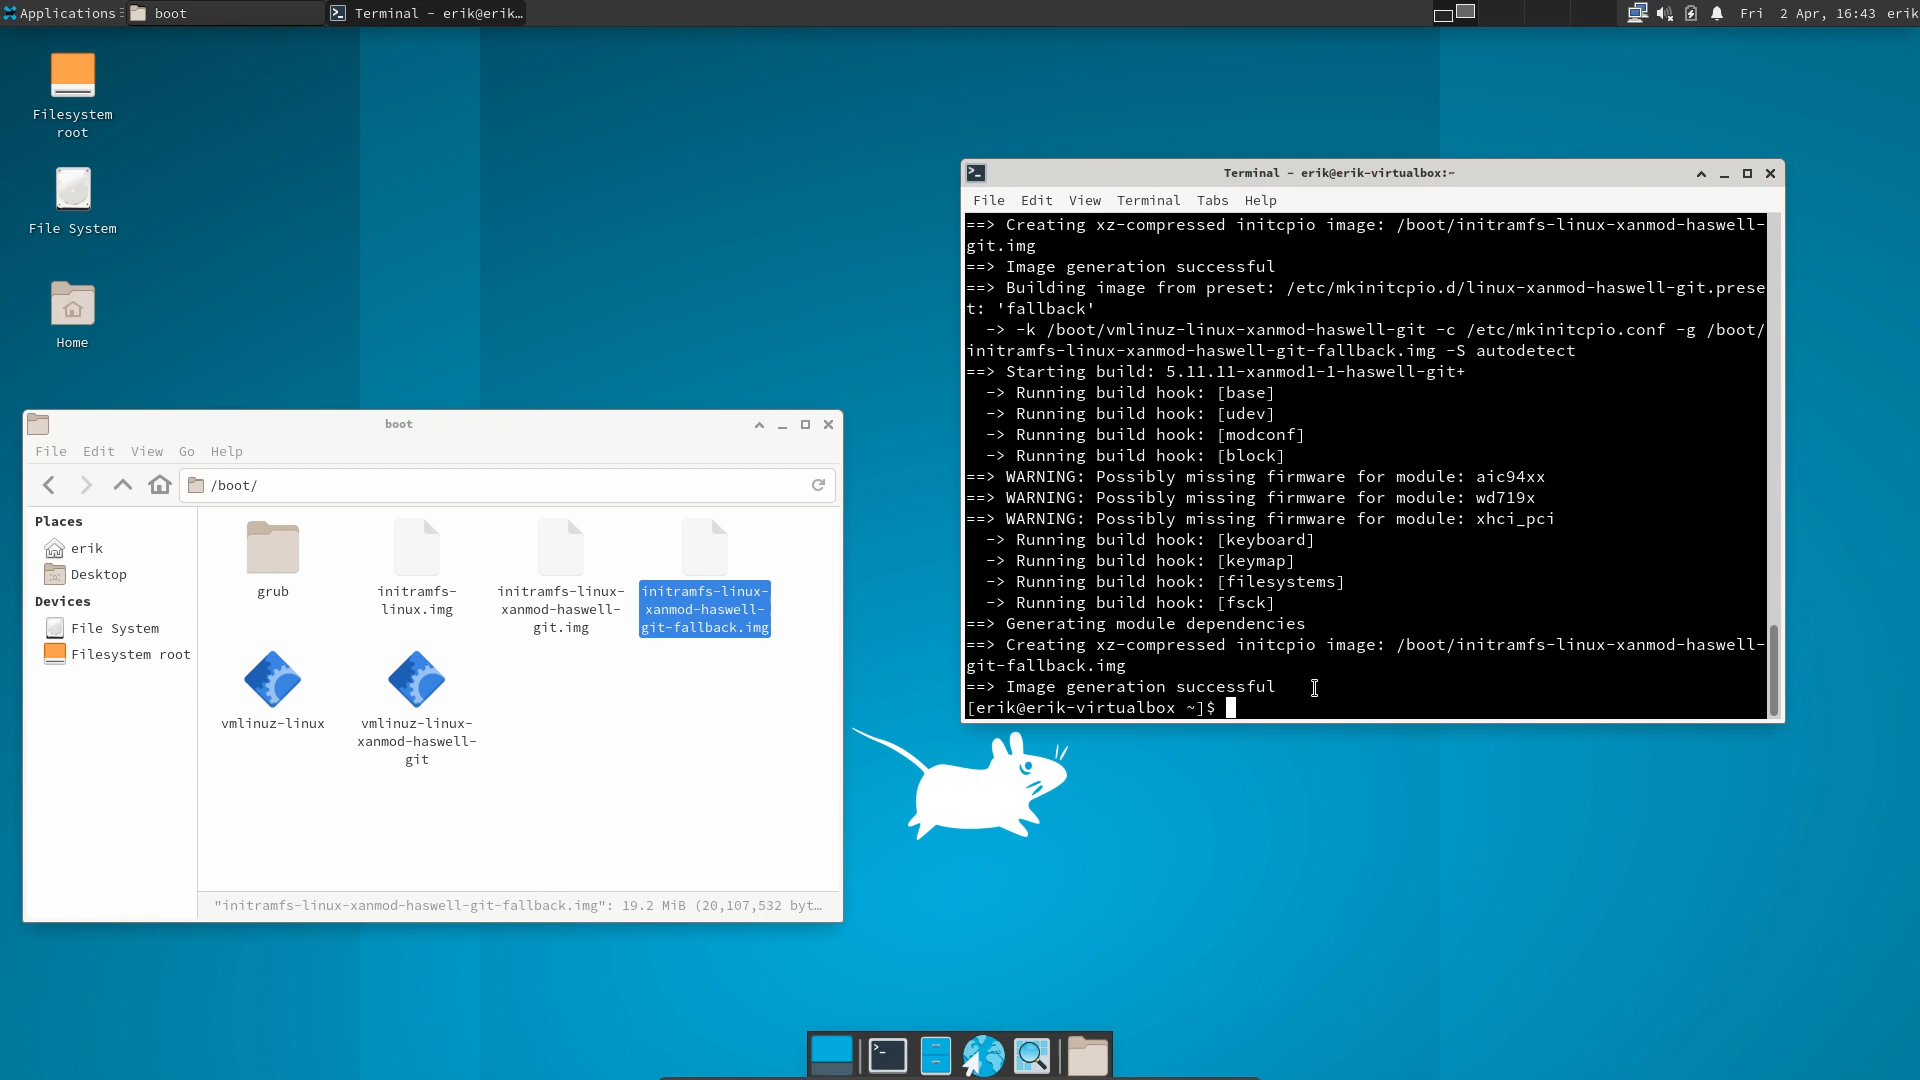 Applications
boot
Terminal - erik@erik…
Fri 2 Apr, 16:43 erik
Filesystem
root
File System
Home
boot
File Edit View Go Help
/boot/
Places
erik
Desktop
Devices
File System
Filesystem root
grub
initramfs-
linux.img
initramfs-linux-
xanmod-haswell-
git.img
initramfs-linux-
xanmod-haswell-
git-fallback.img
vmlinuz-linux
vmlinuz-linux-
xanmod-haswell-
git
"initramfs-linux-xanmod-haswell-git-fallback.img": 19.2 MiB (20,107,532 byt…
Terminal - erik@erik-virtualbox:~
File Edit View Terminal Tabs Help
==> Creating xz-compressed initcpio image: /boot/initramfs-linux-xanmod-haswell-
git.img
==> Image generation successful
==> Building image from preset: /etc/mkinitcpio.d/linux-xanmod-haswell-git.prese
t: 'fallback'
-> -k /boot/vmlinuz-linux-xanmod-haswell-git -c /etc/mkinitcpio.conf -g /boot/
initramfs-linux-xanmod-haswell-git-fallback.img -S autodetect
==> Starting build: 5.11.11-xanmod1-1-haswell-git+
-> Running build hook: [base]
-> Running build hook: [udev]
-> Running build hook: [modconf]
-> Running build hook: [block]
==> WARNING: Possibly missing firmware for module: aic94xx
==> WARNING: Possibly missing firmware for module: wd719x
==> WARNING: Possibly missing firmware for module: xhci_pci
-> Running build hook: [keyboard]
-> Running build hook: [keymap]
-> Running build hook: [filesystems]
-> Running build hook: [fsck]
==> Generating module dependencies
==> Creating xz-compressed initcpio image: /boot/initramfs-linux-xanmod-haswell-
git-fallback.img
==> Image generation successful
[erik@erik-virtualbox ~]$